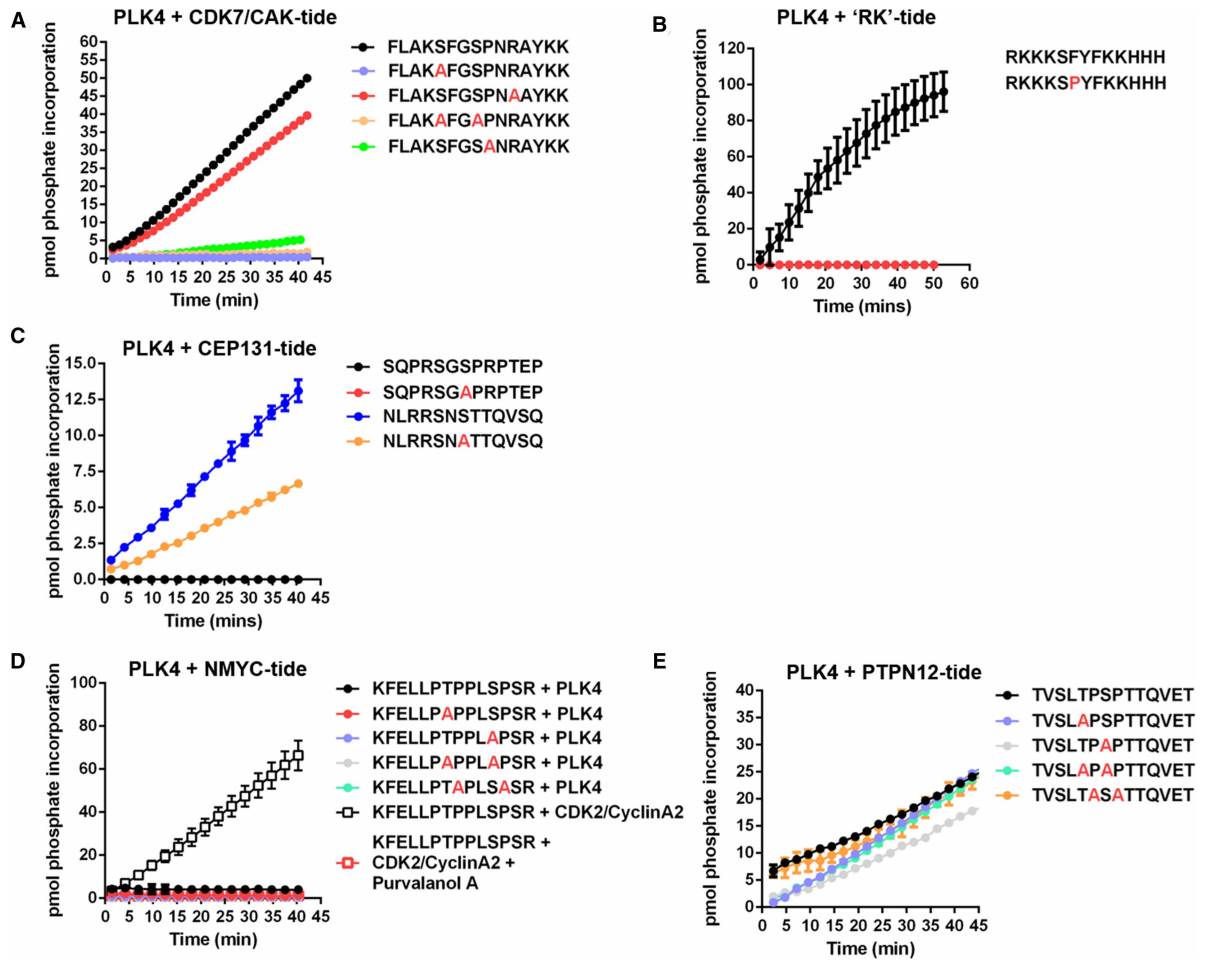 A
PLK4 + CDK7/CAK-tide
pmol phosphate incorporation
60
55
50
45
40
35
30
25
20
15
10
5
0
0 5 10 15 20 25 30 35 40 45
Time (min)
FLAKSFGSPNRAYKK
FLAKAFGSPNRAYKK
FLAKSFGSPNAAYKK
FLAKAFGAPNRAYKK
FLAKSFGSANRAYKK
B
PLK4 + ‘RK’-tide
pmol phosphate incorporation
120
100
80
60
40
20
0
0 10 20 30 40 50 60
Time (mins)
RKKKSFYFKKHHH
RKKKSPYFKKHHH
C
PLK4 + CEP131-tide
pmol phosphate incorporation
15.0
12.5
10.0
7.5
5.0
2.5
0.0
0 5 10 15 20 25 30 35 40 45
Time (mins)
SQPRSGSPRPTEP
SQPRSGAPRPTEP
NLRRSNSTTQVSQ
NLRRSNATTQVSQ
D
PLK4 + NMYC-tide
pmol phosphate incorporation
100
80
60
40
20
0
0 5 10 15 20 25 30 35 40 45
Time (min)
KFELLPTPPLSPSR + PLK4
KFELLPAPPLSPSR + PLK4
KFELLPTPPLAPSR + PLK4
KFELLPAPPLAPSR + PLK4
KFELLPTAPLSASR + PLK4
KFELLPTPPLSPSR + CDK2/CyclinA2
KFELLPTPPLSPSR +
CDK2/CyclinA2 +
Purvalanol A
E
PLK4 + PTPN12-tide
pmol phosphate incorporation
40
35
30
25
20
15
10
5
0
0 5 10 15 20 25 30 35 40 45
Time (min)
TVSLTPSPTTQVET
TVSLAPSPTTQVET
TVSLTPAPTTQVET
TVSLAPAPTTQVET
TVSLTASATTQVET